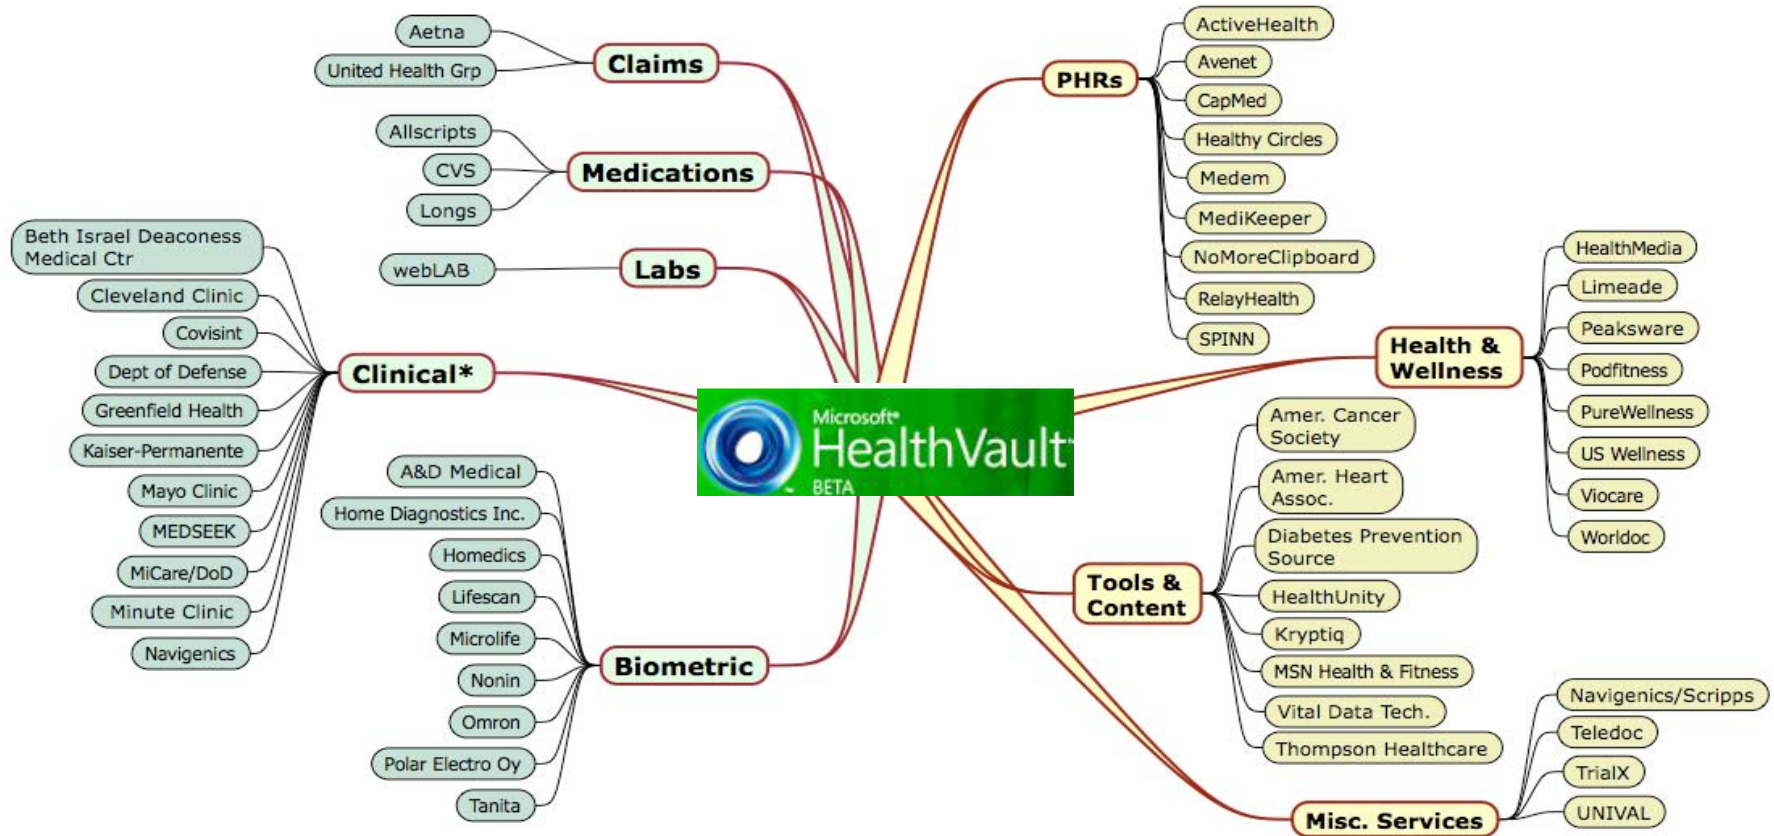 Aetna
United Health Grp
Claims
Allscripts
CVS
Longs
Medications
webLAB
Labs
Beth Israel Deaconess
Medical Ctr
Cleveland Clinic
Covisint
Dept of Defense
Greenfield Health
Kaiser-Permanente
Mayo Clinic
MEDSEEK
MiCare/DoD
Minute Clinic
Navigenics
Clinical*
A&D Medical
Home Diagnostics Inc.
Homedics
Lifescan
Microlife
Nonin
Omron
Polar Electro Oy
Tanita
Biometric
Microsoft®
HealthVault™
BETA
PHRs
ActiveHealth
Avenet
CapMed
Healthy Circles
Medem
MediKeeper
NoMoreClipboard
RelayHealth
SPINN
Health &
Wellness
HealthMedia
Limeade
Peaksware
Podfitness
PureWellness
US Wellness
Viocare
Worldoc
Tools &
Content
Amer. Cancer
Society
Amer. Heart
Assoc.
Diabetes Prevention
Source
HealthUnity
Kryptiq
MSN Health & Fitness
Vital Data Tech.
Thompson Healthcare
Misc. Services
Navigenics/Scripps
Teledoc
TrialX
UNIVAL